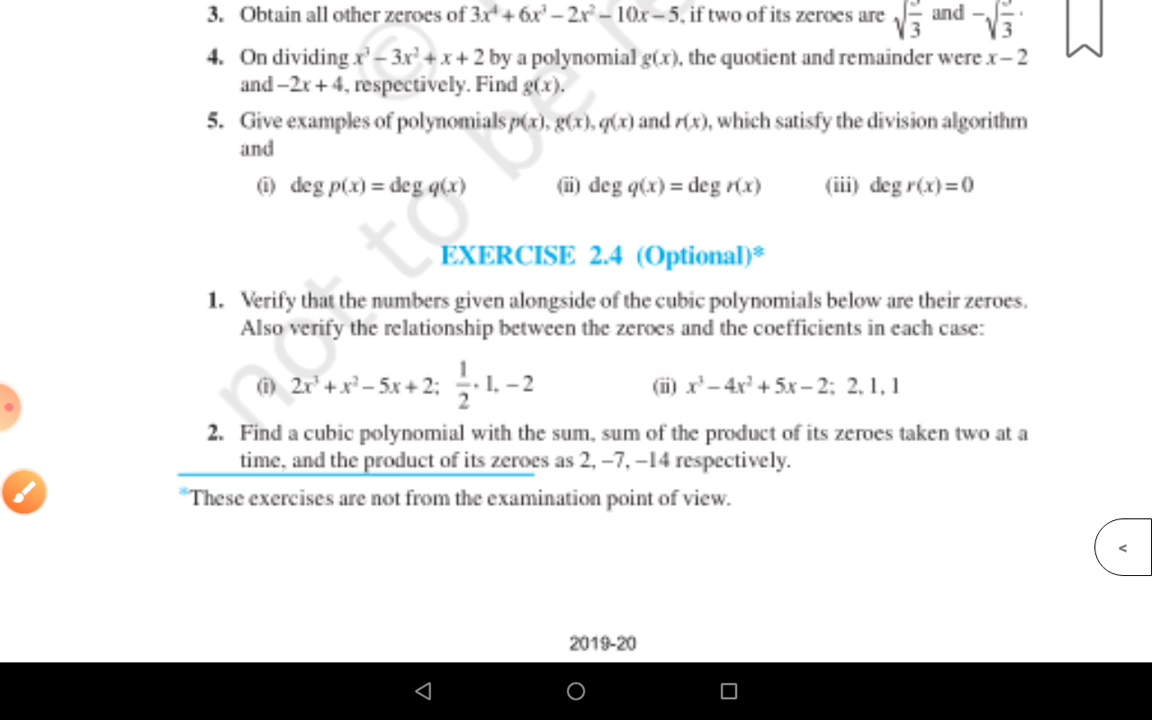 3. Obtain all other zeroes of 3x⁴ + 6x³ – 2x² – 10x – 5, if two of its zeroes are √‾/3 and –√‾/3 .
4. On dividing x³ – 3x² + x + 2 by a polynomial g(x), the quotient and remainder were x – 2
and –2x + 4, respectively. Find g(x).
5. Give examples of polynomials p(x), g(x), q(x) and r(x), which satisfy the division algorithm
and
(i) deg p(x) = deg q(x) (ii) deg q(x) = deg r(x) (iii) deg r(x) = 0
EXERCISE 2.4 (Optional)*
1. Verify that the numbers given alongside of the cubic polynomials below are their zeroes.
Also verify the relationship between the zeroes and the coefficients in each case:
(i) 2x³ + x² – 5x + 2; 1/2, 1, –2 (ii) x³ – 4x² + 5x – 2; 2, 1, 1
2. Find a cubic polynomial with the sum, sum of the product of its zeroes taken two at a
time, and the product of its zeroes as 2, –7, –14 respectively.
*These exercises are not from the examination point of view.
2019-20
© not to be re
<